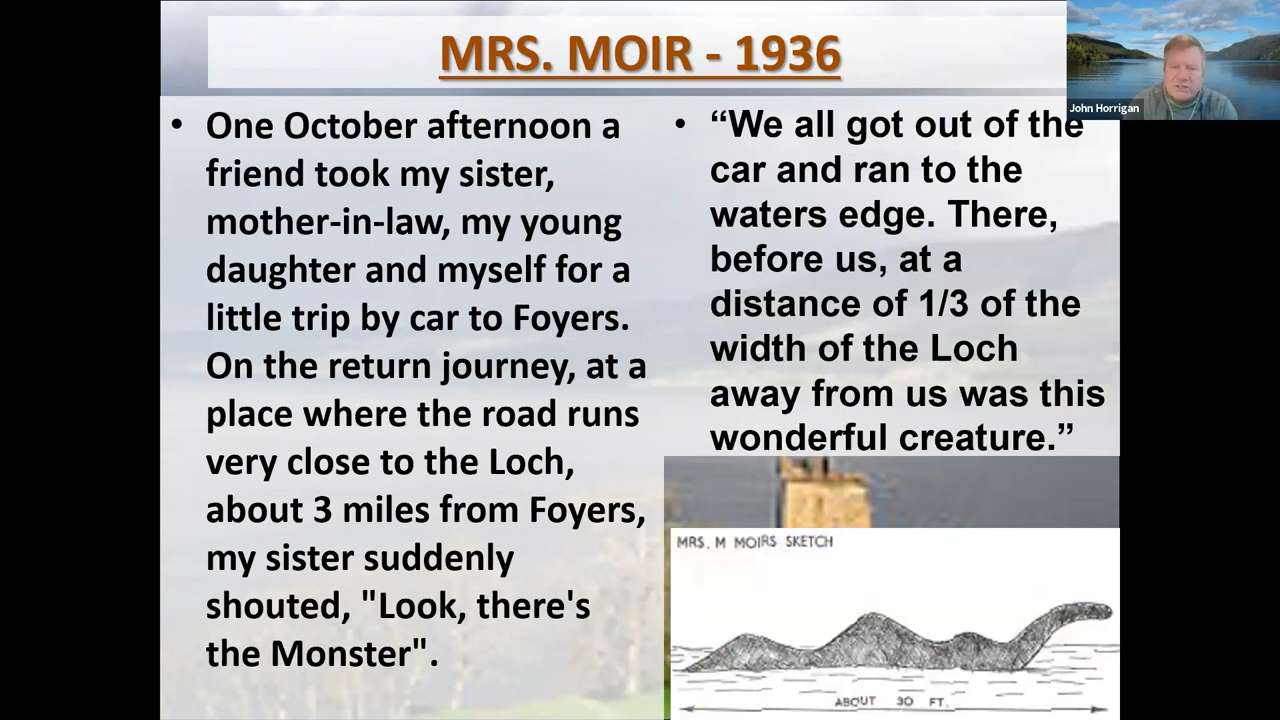 MRS. MOIR - 1936
John Horrigan
• One October afternoon a
friend took my sister,
mother-in-law, my young
daughter and myself for a
little trip by car to Foyers.
On the return journey, at a
place where the road runs
very close to the Loch,
about 3 miles from Foyers,
my sister suddenly
shouted, "Look, there's
the Monster".
• “We all got out of the
car and ran to the
waters edge. There,
before us, at a
distance of 1/3 of the
width of the Loch
away from us was this
wonderful creature.”
MRS. M MOIRS SKETCH
ABOUT 30 FT.